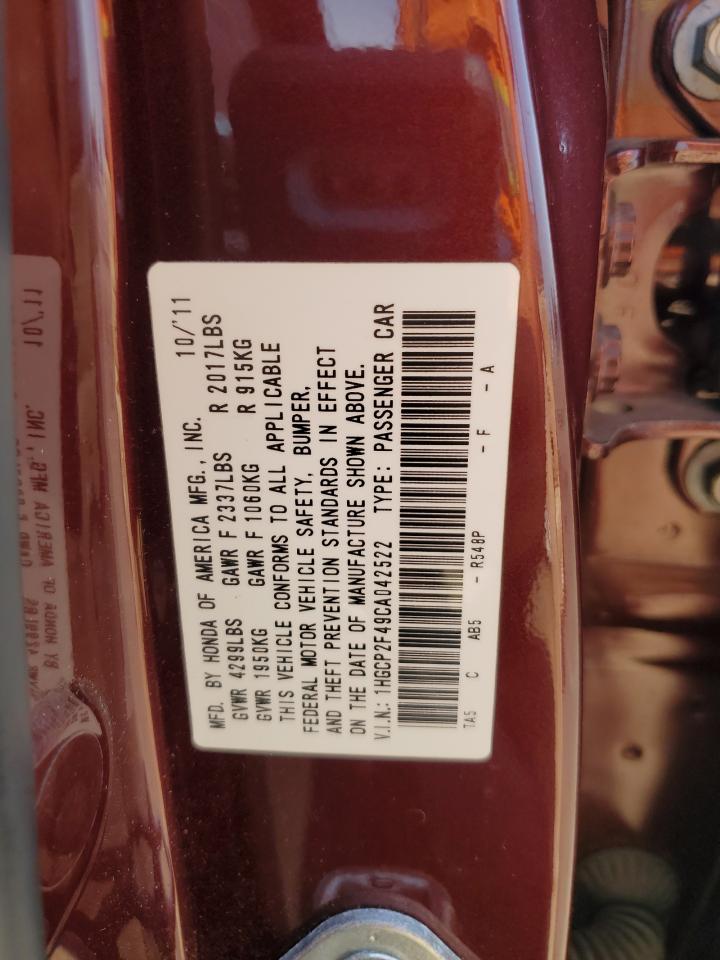 MFD. BY HONDA OF AMERICA MFG., INC. 10/'11
GVWR 4299LBS GAWR F 2337LBS R 2017LBS
GVWR 1950KG GAWR F 1060KG R 915KG
THIS VEHICLE CONFORMS TO ALL APPLICABLE
FEDERAL MOTOR VEHICLE SAFETY, BUMPER,
AND THEFT PREVENTION STANDARDS IN EFFECT
ON THE DATE OF MANUFACTURE SHOWN ABOVE.
V.I.N.: 1HGCP2F49CA042522 TYPE: PASSENGER CAR
TA5 C AB5 - R548P - F - A